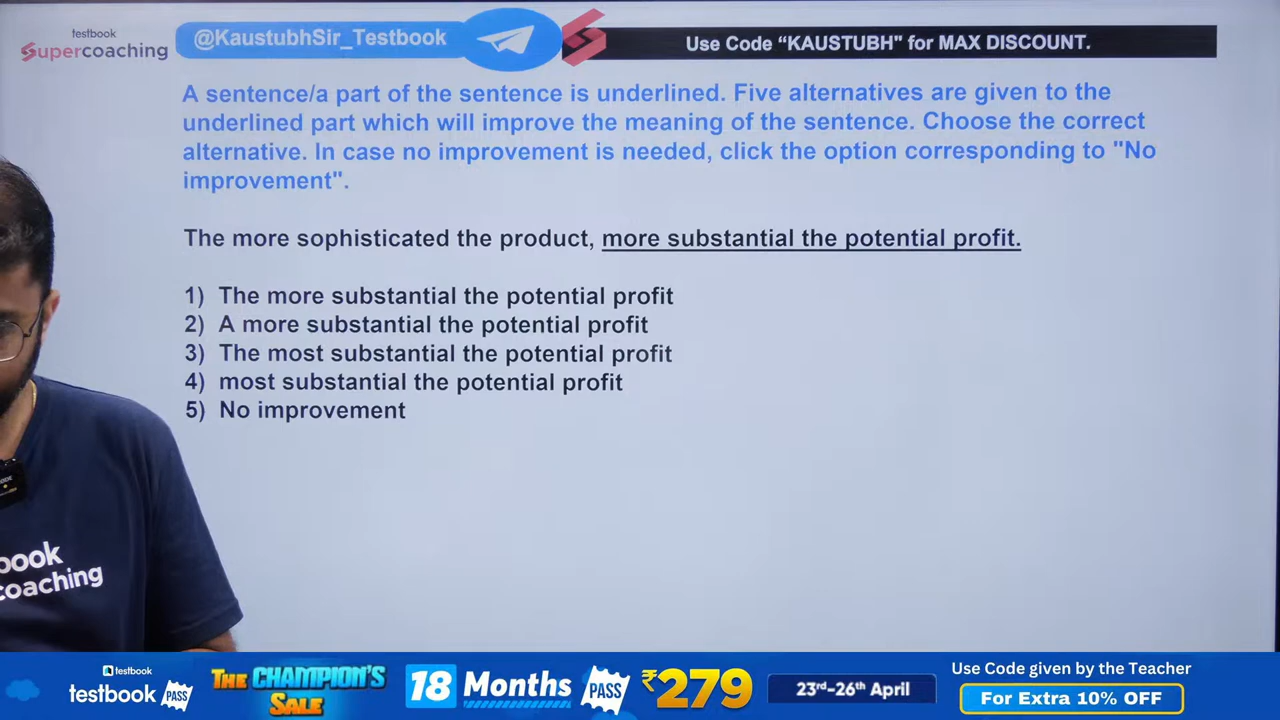 testbook
Supercoaching
@KaustubhSir_Testbook
Use Code “KAUSTUBH" for MAX DISCOUNT.
A sentence/a part of the sentence is underlined. Five alternatives are given to the
underlined part which will improve the meaning of the sentence. Choose the correct
alternative. In case no improvement is needed, click the option corresponding to "No
improvement".
The more sophisticated the product, more substantial the potential profit.
1) The more substantial the potential profit
2) A more substantial the potential profit
3) The most substantial the potential profit
4) most substantial the potential profit
5) No improvement
book
coaching
testbook
testbook PASS
THE CHAMPION'S
SALE
18 Months PASS ₹279
23rd-26th April
Use Code given by the Teacher
For Extra 10% OFF